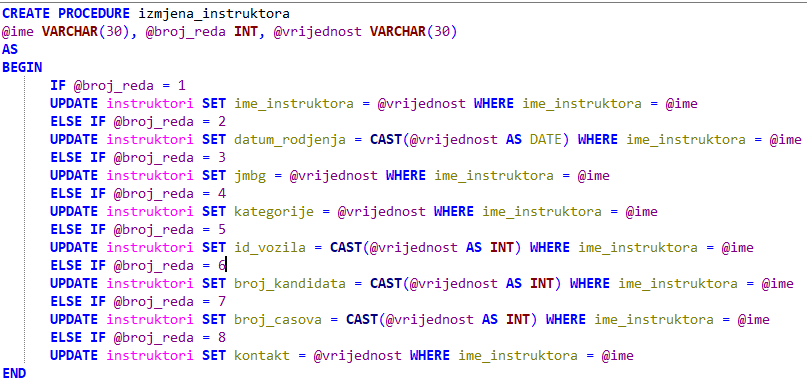 CREATE PROCEDURE izmjena_instruktora
@ime VARCHAR(30), @broj_reda INT, @vrijednost VARCHAR(30)
AS
BEGIN
IF @broj_reda = 1
UPDATE instruktori SET ime_instruktora = @vrijednost WHERE ime_instruktora = @ime
ELSE IF @broj_reda = 2
UPDATE instruktori SET datum_rodjenja = CAST(@vrijednost AS DATE) WHERE ime_instruktora = @ime
ELSE IF @broj_reda = 3
UPDATE instruktori SET jmbg = @vrijednost WHERE ime_instruktora = @ime
ELSE IF @broj_reda = 4
UPDATE instruktori SET kategorije = @vrijednost WHERE ime_instruktora = @ime
ELSE IF @broj_reda = 5
UPDATE instruktori SET id_vozila = CAST(@vrijednost AS INT) WHERE ime_instruktora = @ime
ELSE IF @broj_reda = 6
UPDATE instruktori SET broj_kandidata = CAST(@vrijednost AS INT) WHERE ime_instruktora = @ime
ELSE IF @broj_reda = 7
UPDATE instruktori SET broj_casova = CAST(@vrijednost AS INT) WHERE ime_instruktora = @ime
ELSE IF @broj_reda = 8
UPDATE instruktori SET kontakt = @vrijednost WHERE ime_instruktora = @ime
END